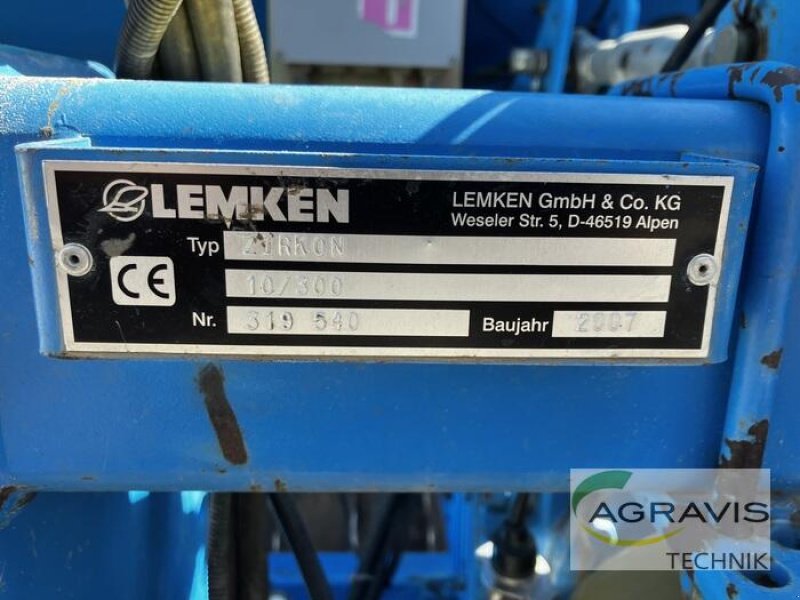 LEMKEN
LEMKEN GmbH & Co. KG
Weseler Str. 5, D-46519 Alpen
Typ ZIRKON
10/300
CE
Nr. 319 540
Baujahr 2007
AGRAVIS
TECHNIK